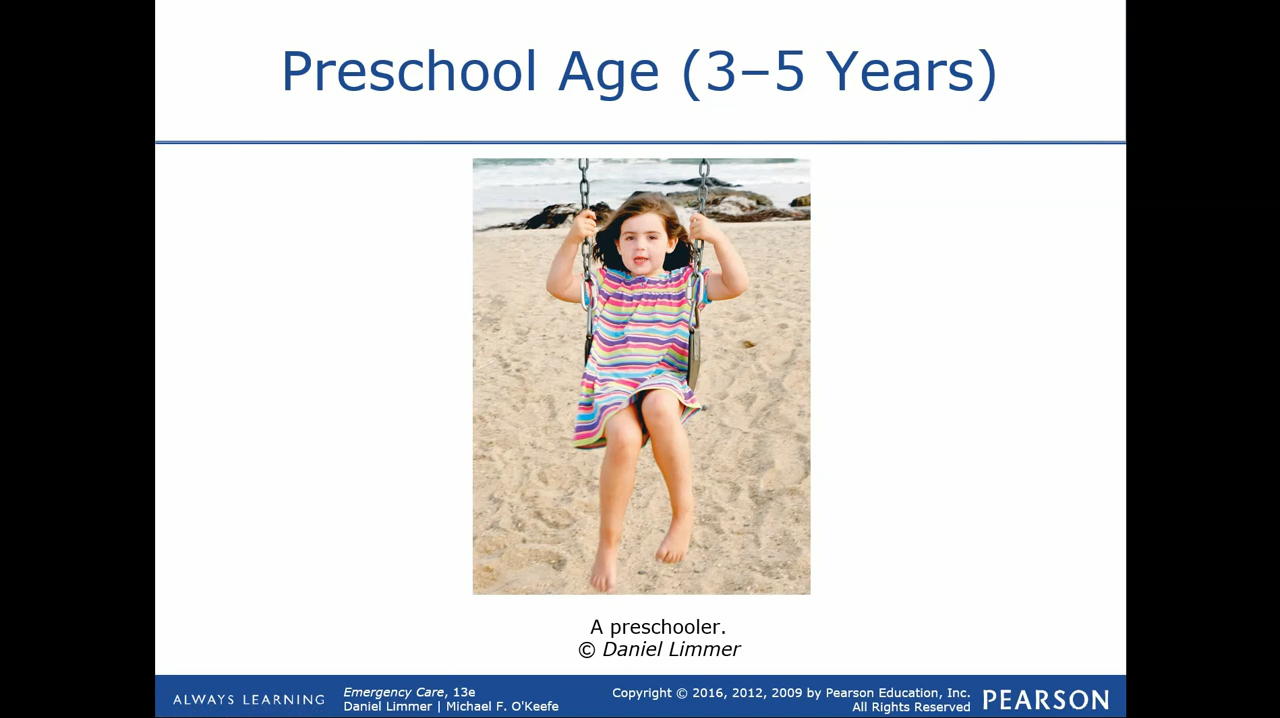 Preschool Age (3–5 Years)
A preschooler.
© Daniel Limmer
ALWAYS LEARNING
Emergency Care, 13e
Daniel Limmer | Michael F. O'Keefe
Copyright © 2016, 2012, 2009 by Pearson Education, Inc.
All Rights Reserved
PEARSON